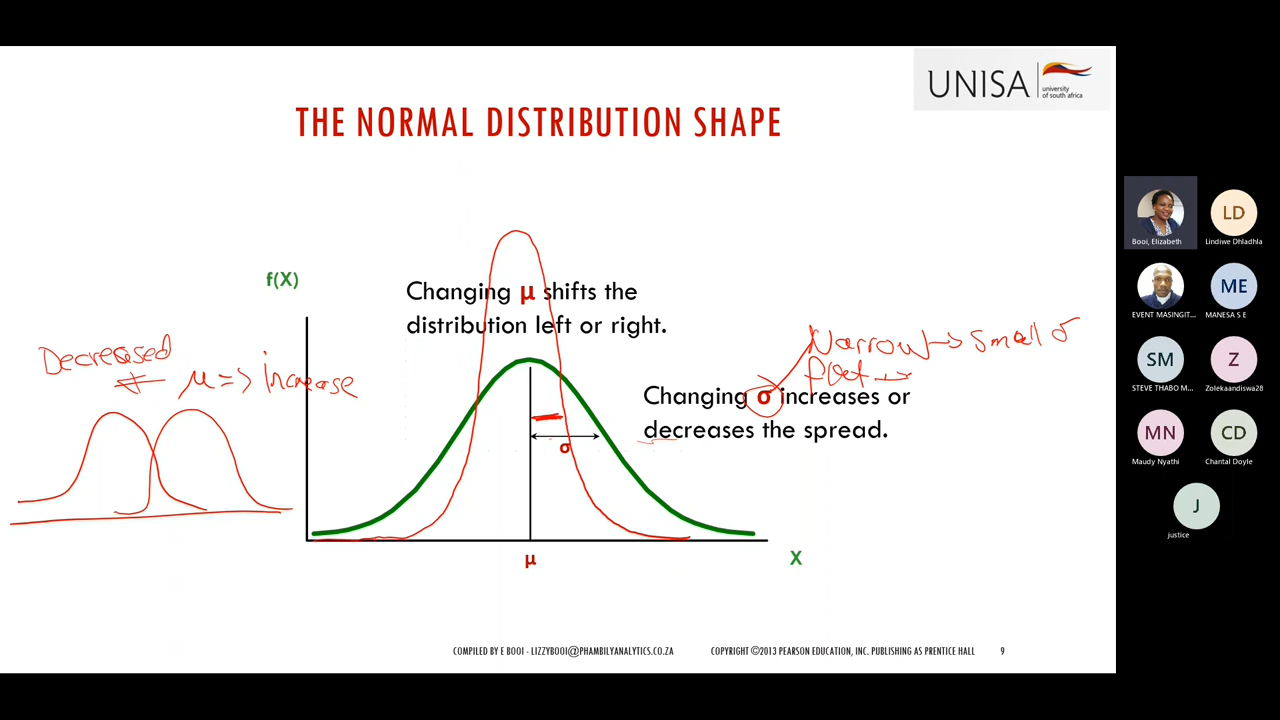 UNISA
university
of south africa
THE NORMAL DISTRIBUTION SHAPE
f(X)
Changing μ shifts the
distribution left or right.
Decreased
μ => increase
Narrow → Small σ
flat →
Changing σ increases or
decreases the spread.
σ
μ
X
COMPILED BY E BOOI - LIZZYBOOI@PHAMBILYANALYTICS.CO.ZA
COPYRIGHT ©2013 PEARSON EDUCATION, INC. PUBLISHING AS PRENTICE HALL
9
Booi, Elizabeth
LD
Lindiwe Dhladhla
EVENT MASINGIT...
ME
MANESA S E
SM
STEVE THABO M...
Z
Zolekaandiswa28
MN
Maudy Nyathi
CD
Chantal Doyle
J
justice